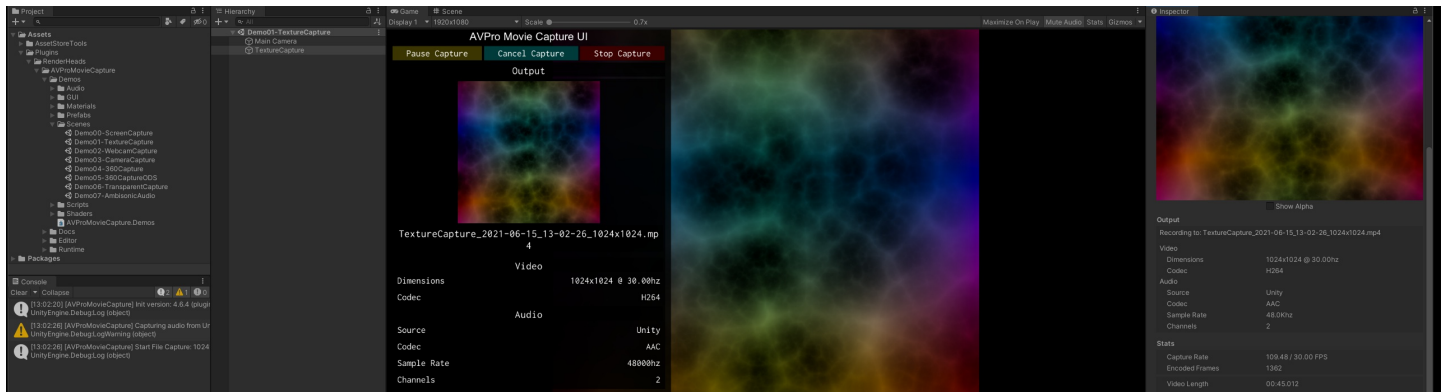 Project
0
Assets
AssetStoreTools
Plugins
RenderHeads
AVProMovieCapture
Demos
Audio
GUI
Materials
Prefabs
Scenes
Demo00-ScreenCapture
Demo01-TextureCapture
Demo02-WebcamCapture
Demo03-CameraCapture
Demo04-360Capture
Demo05-360CaptureODS
Demo06-TransparentCapture
Demo07-AmbisonicAudio
Scripts
Shaders
AVProMovieCapture.Demos
Docs
Editor
Runtime
Packages
Console
Clear Collapse 2 1 0
[13:02:20] [AVProMovieCapture] Init version: 4.6.4 (plugin
UnityEngine.Debug:Log (object)
[13:02:26] [AVProMovieCapture] Capturing audio from Un
UnityEngine.Debug:LogWarning (object)
[13:02:26] [AVProMovieCapture] Start File Capture: 1024
UnityEngine.Debug:Log (object)
Hierarchy
All
Demo01-TextureCapture
Main Camera
TextureCapture
Game Scene
Display 1 1920x1080 Scale 0.7x Maximize On Play Mute Audio Stats Gizmos
AVPro Movie Capture UI
Pause Capture Cancel Capture Stop Capture
Output
TextureCapture_2021-06-15_13-02-26_1024x1024.mp
4
Video
Dimensions 1024x1024 @ 30.00hz
Codec H264
Audio
Source Unity
Codec AAC
Sample Rate 48000hz
Channels 2
Inspector
Show Alpha
Output
Recording to: TextureCapture_2021-06-15_13-02-26_1024x1024.mp4
Video
Dimensions 1024x1024 @ 30.00hz
Codec H264
Audio
Source Unity
Codec AAC
Sample Rate 48.0Khz
Channels 2
Stats
Capture Rate 109.48 / 30.00 FPS
Encoded Frames 1362
Video Length 00:45.012